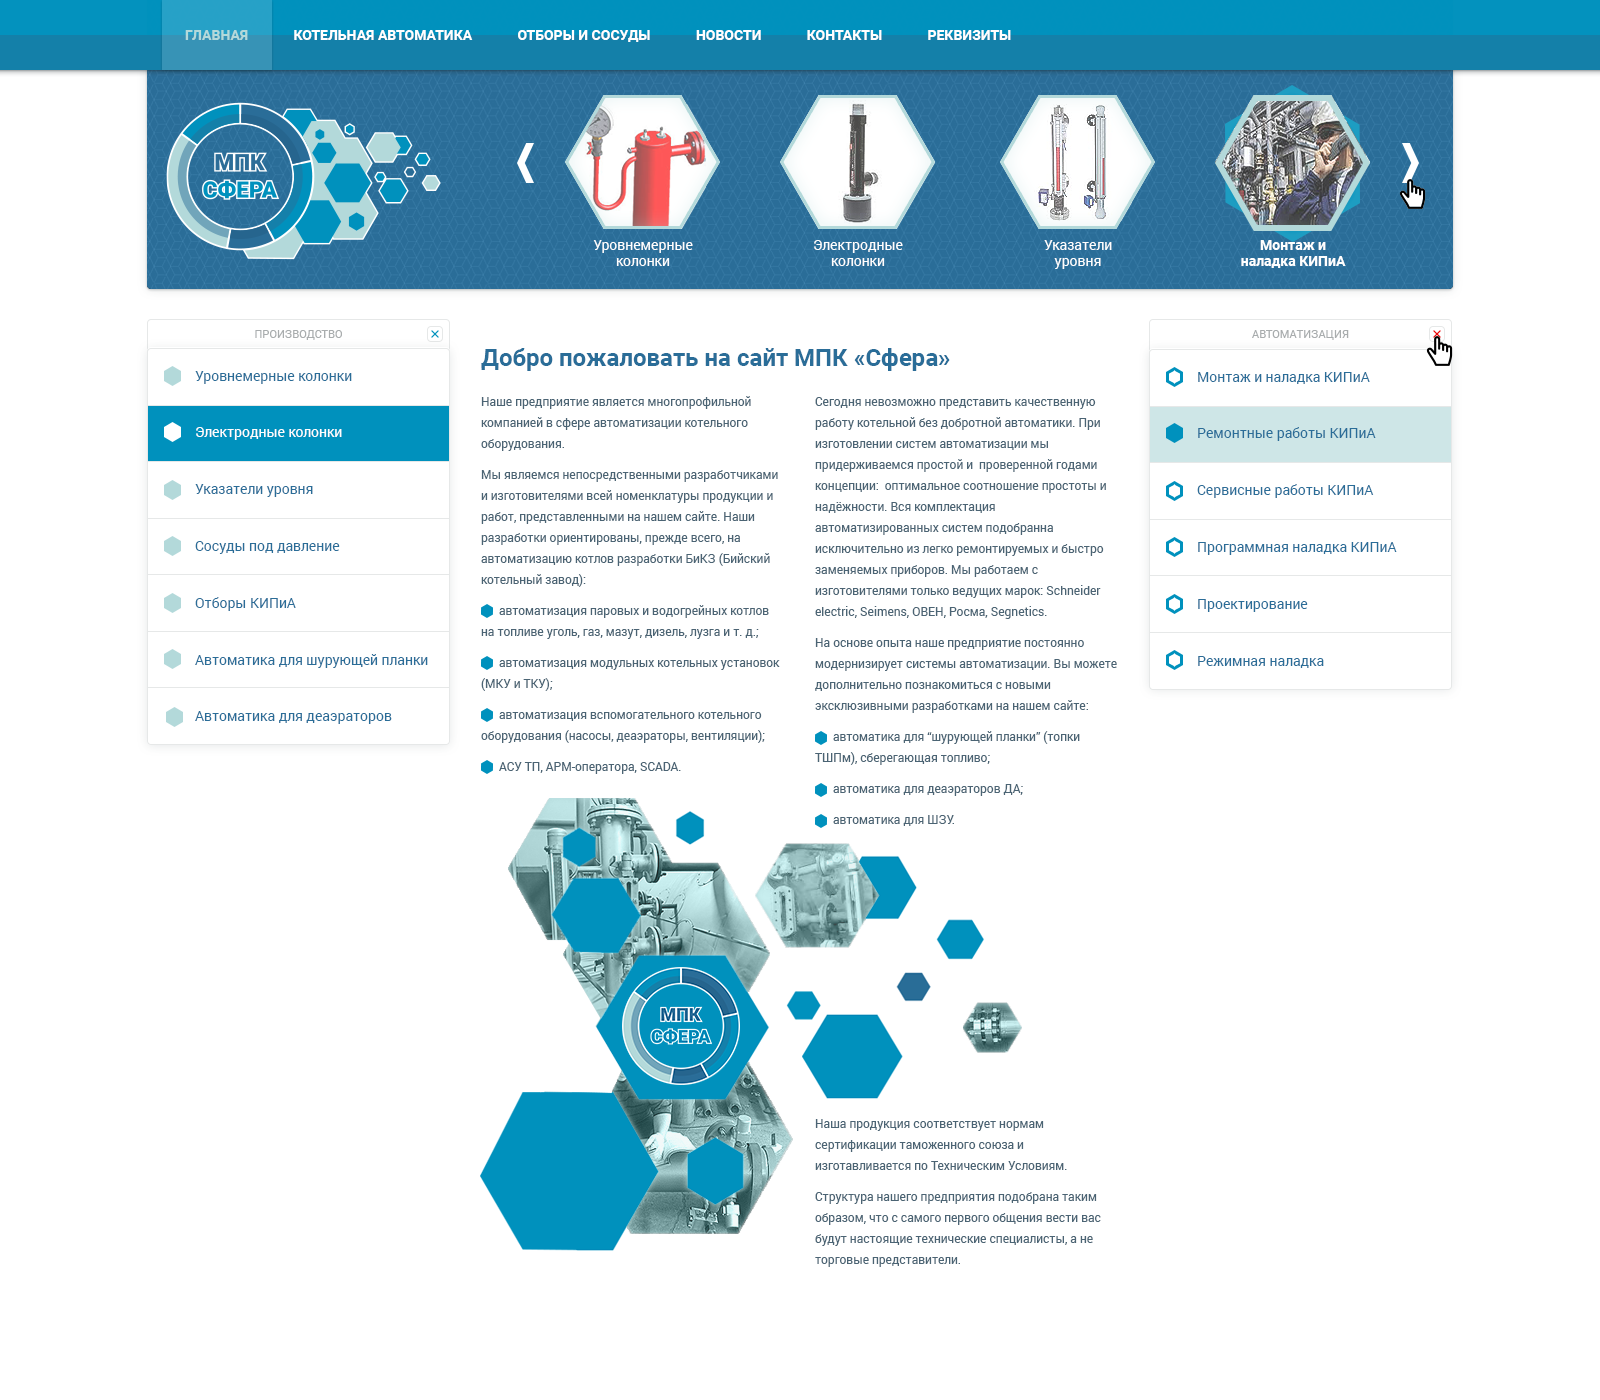 ГЛАВНАЯ
КОТЕЛЬНАЯ АВТОМАТИКА
ОТБОРЫ И СОСУДЫ
НОВОСТИ
КОНТАКТЫ
РЕКВИЗИТЫ
МПК
СФЕРА
Уровнемерные
колонки
Электродные
колонки
Указатели
уровня
Монтаж и
наладка КИПиА
ПРОИЗВОДСТВО
Уровнемерные колонки
Электродные колонки
Указатели уровня
Сосуды под давление
Отборы КИПиА
Автоматика для шурующей планки
Автоматика для деаэраторов
Добро пожаловать на сайт МПК «Сфера»
Наше предприятие является многопрофильной
компанией в сфере автоматизации котельного
оборудования.
Мы являемся непосредственными разработчиками
и изготовителями всей номенклатуры продукции и
работ, представленными на нашем сайте. Наши
разработки ориентированы, прежде всего, на
автоматизацию котлов разработки БиКЗ (Бийский
котельный завод):
автоматизация паровых и водогрейных котлов
на топливе уголь, газ, мазут, дизель, лузга и т. д.;
автоматизация модульных котельных установок
(МКУ и ТКУ);
автоматизация вспомогательного котельного
оборудования (насосы, деаэраторы, вентиляции);
АСУ ТП, АРМ-оператора, SCADA.
Сегодня невозможно представить качественную
работу котельной без добротной автоматики. При
изготовлении систем автоматизации мы
придерживаемся простой и  проверенной годами
концепции:  оптимальное соотношение простоты и
надёжности. Вся комплектация
автоматизированных систем подобранна
исключительно из легко ремонтируемых и быстро
заменяемых приборов. Мы работаем с
изготовителями только ведущих марок: Schneider
electric, Seimens, ОВЕН, Росма, Segnetics.
На основе опыта наше предприятие постоянно
модернизирует системы автоматизации. Вы можете
дополнительно познакомиться с новыми
эксклюзивными разработками на нашем сайте:
автоматика для “шурующей планки” (топки
ТШПм), сберегающая топливо;
автоматика для деаэраторов ДА;
автоматика для ШЗУ.
МПК
СФЕРА
Наша продукция соответствует нормам
сертификации таможенного союза и
изготавливается по Техническим Условиям.
Структура нашего предприятия подобрана таким
образом, что с самого первого общения вести вас
будут настоящие технические специалисты, а не
торговые представители.
АВТОМАТИЗАЦИЯ
Монтаж и наладка КИПиА
Ремонтные работы КИПиА
Сервисные работы КИПиА
Программная наладка КИПиА
Проектирование
Режимная наладка